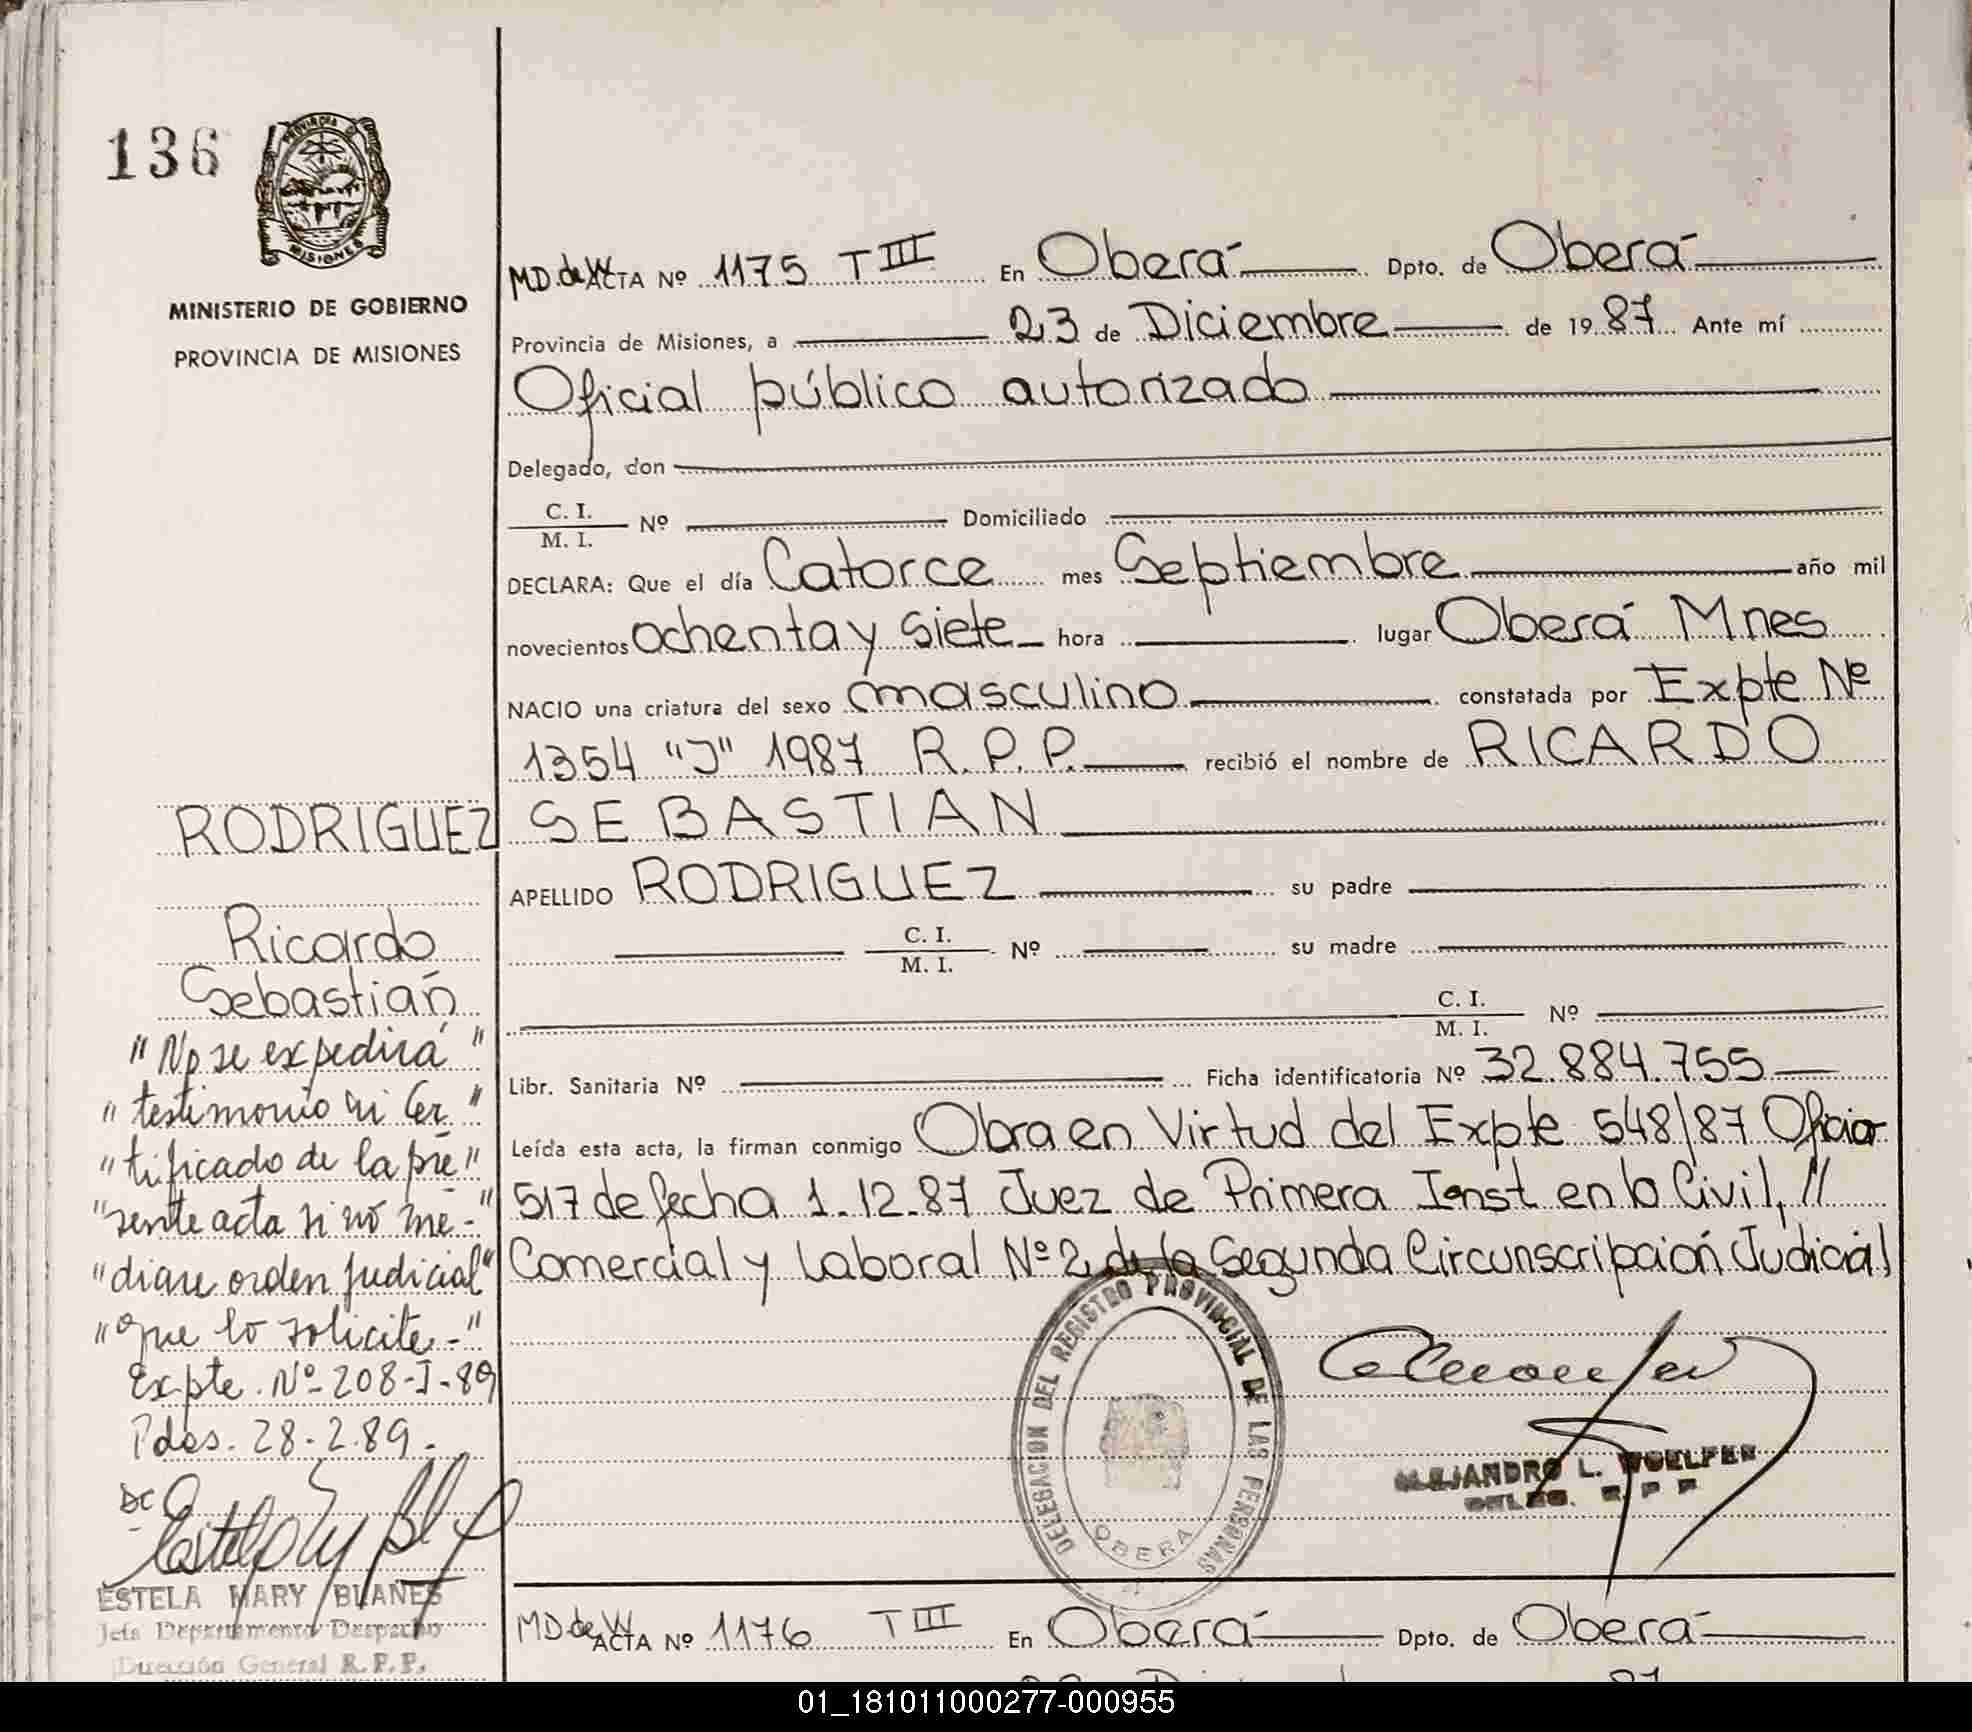 136
PROVINCIA DE
MISIONES
MINISTERIO DE GOBIERNO
PROVINCIA DE MISIONES
RODRIGUEZ
Ricardo
Sebastián
"No se expedirá"
"testimonio ni Cer"
"tificado de la pre"
"sente acta si no me-"
"diare orden judicial"
"que lo solicite.-"
Expte. Nº 208-I-89
Pdas. 28.2.89.
ESTELA MARY BLANES
Jefa Departamento Despacho
Dirección General R.P.P.
MD de W ACTA Nº 1175 T III En Oberá Dpto. de Oberá
Provincia de Misiones, a 23 de Diciembre de 1987 Ante mí
Oficial público autorizado
Delegado, don
C. I.
M. I. Nº Domiciliado
DECLARA: Que el día Catorce mes Septiembre año mil
novecientos ochenta y siete hora lugar Oberá Mnes
NACIO una criatura del sexo masculino constatada por Expte Nº
1354 "J" 1987 R.P.P. recibió el nombre de RICARDO
SEBASTIAN
APELLIDO RODRIGUEZ su padre
C. I.
M. I. Nº su madre
C. I.
M. I. Nº
Libr. Sanitaria Nº Ficha identificatoria Nº 32.884.755
Leída esta acta, la firman conmigo Obra en Virtud del Expte 548/87 Oficio
517 de fecha 1-12-87 Juez de Primera Inst en lo Civil, //
Comercial y Laboral Nº 2 de la Segunda Circunscripción Judicial
DELEGACION DEL REGISTRO PROVINCIAL DE LAS PERSONAS
OBERA
ALEJANDRO L. WOELFER
DELEG. R P P
MD de W ACTA Nº 1176 T III En Oberá Dpto. de Oberá
01_181011000277-000955